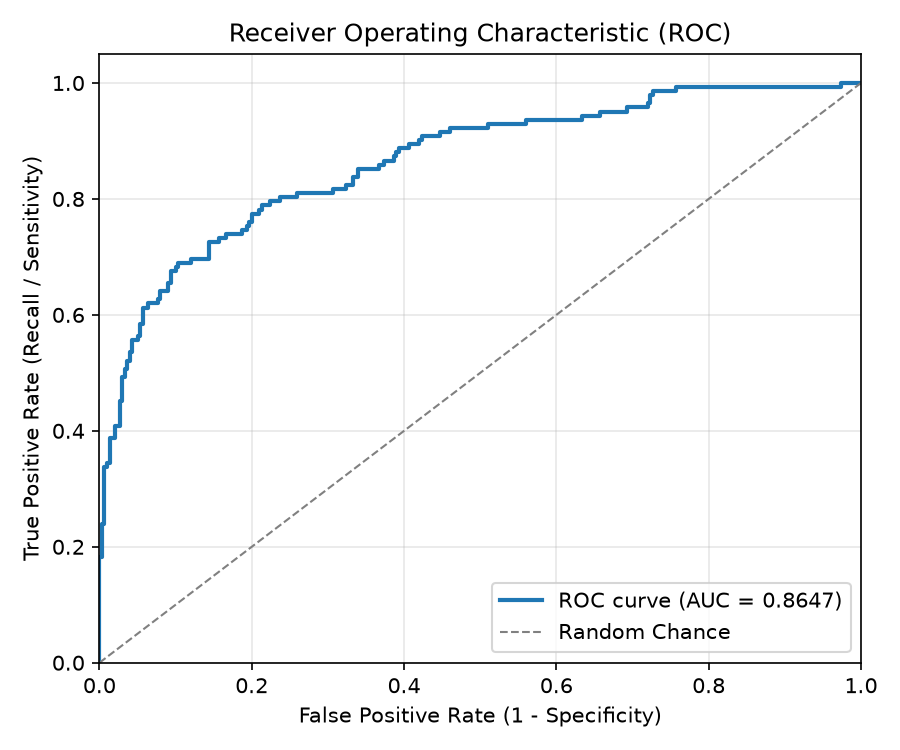 Receiver Operating Characteristic (ROC)
True Positive Rate (Recall / Sensitivity)
1.0
0.8
0.6
0.4
0.2
0.0
ROC curve (AUC = 0.8647)
Random Chance
0.0 0.2 0.4 0.6 0.8 1.0
False Positive Rate (1 - Specificity)